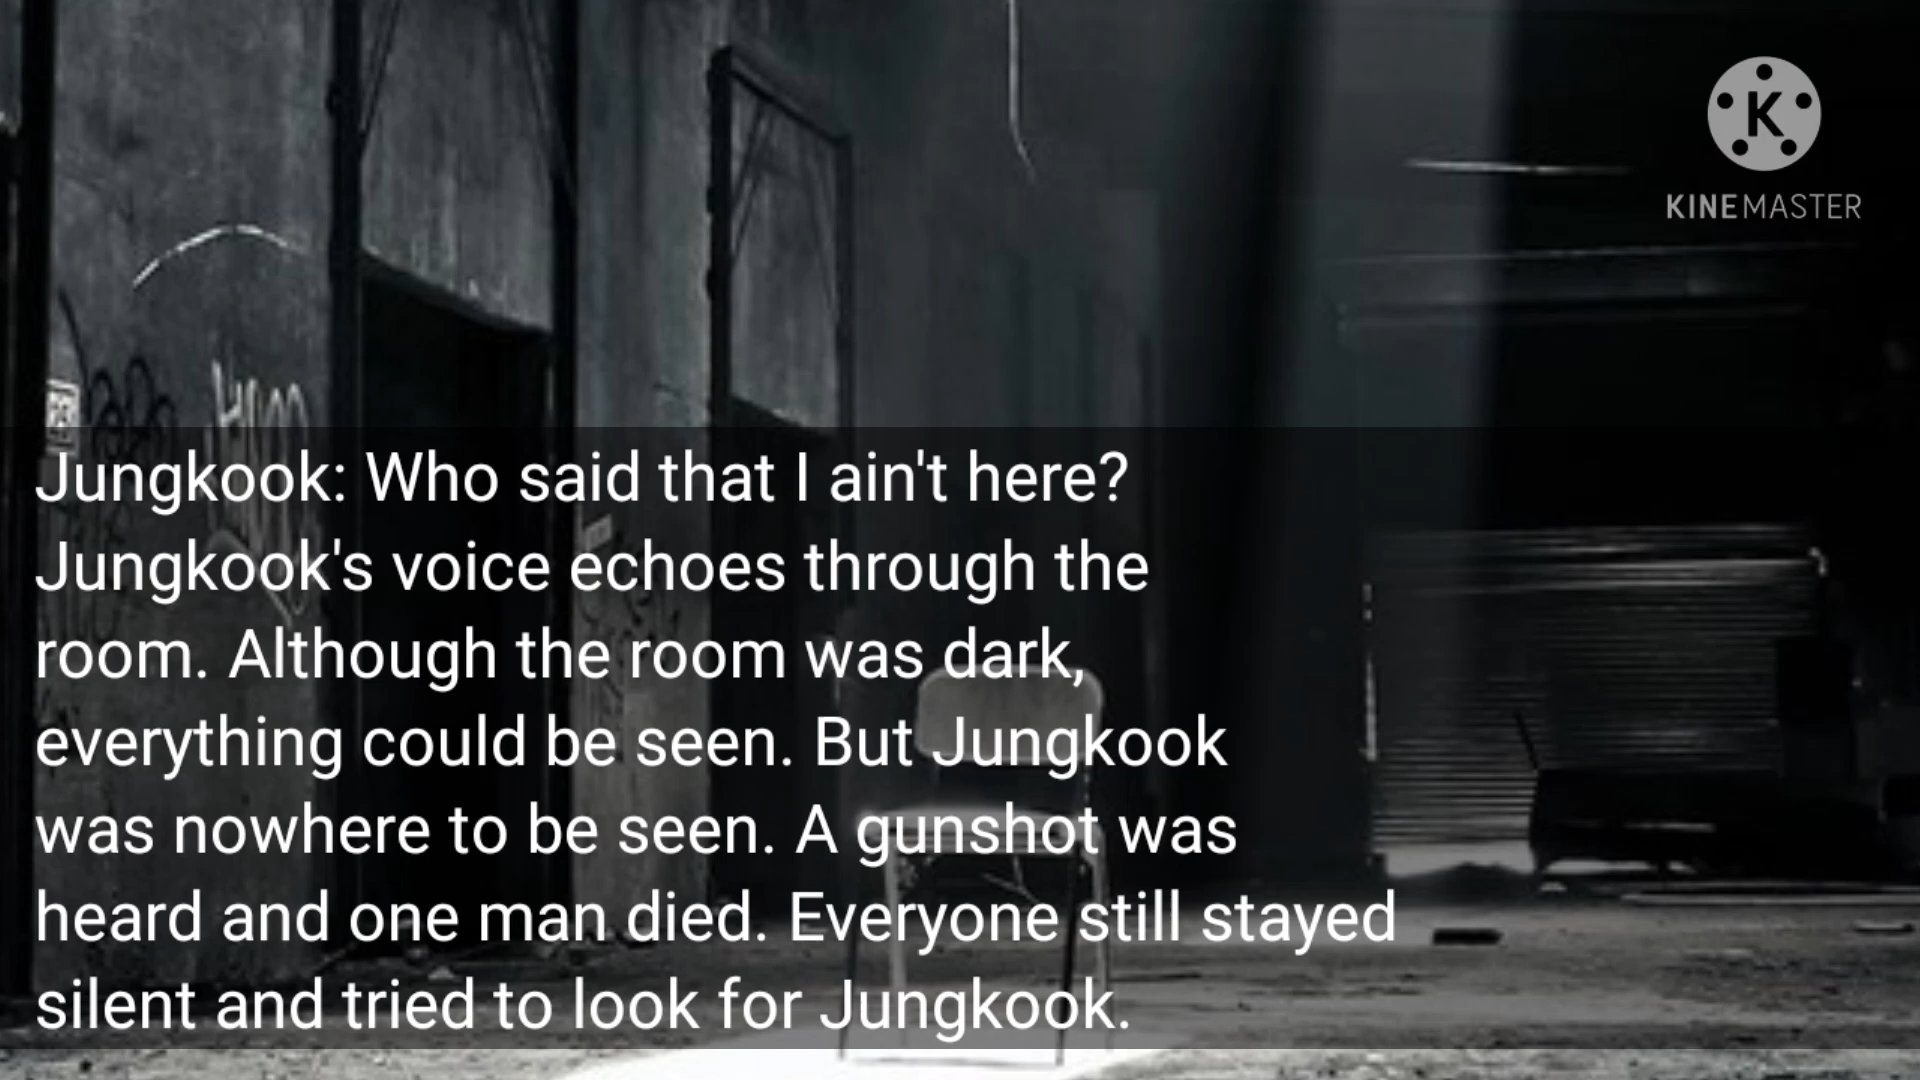 KINEMASTER
Jungkook: Who said that I ain't here?
Jungkook's voice echoes through the
room. Although the room was dark,
everything could be seen. But Jungkook
was nowhere to be seen. A gunshot was
heard and one man died. Everyone still stayed
silent and tried to look for Jungkook.